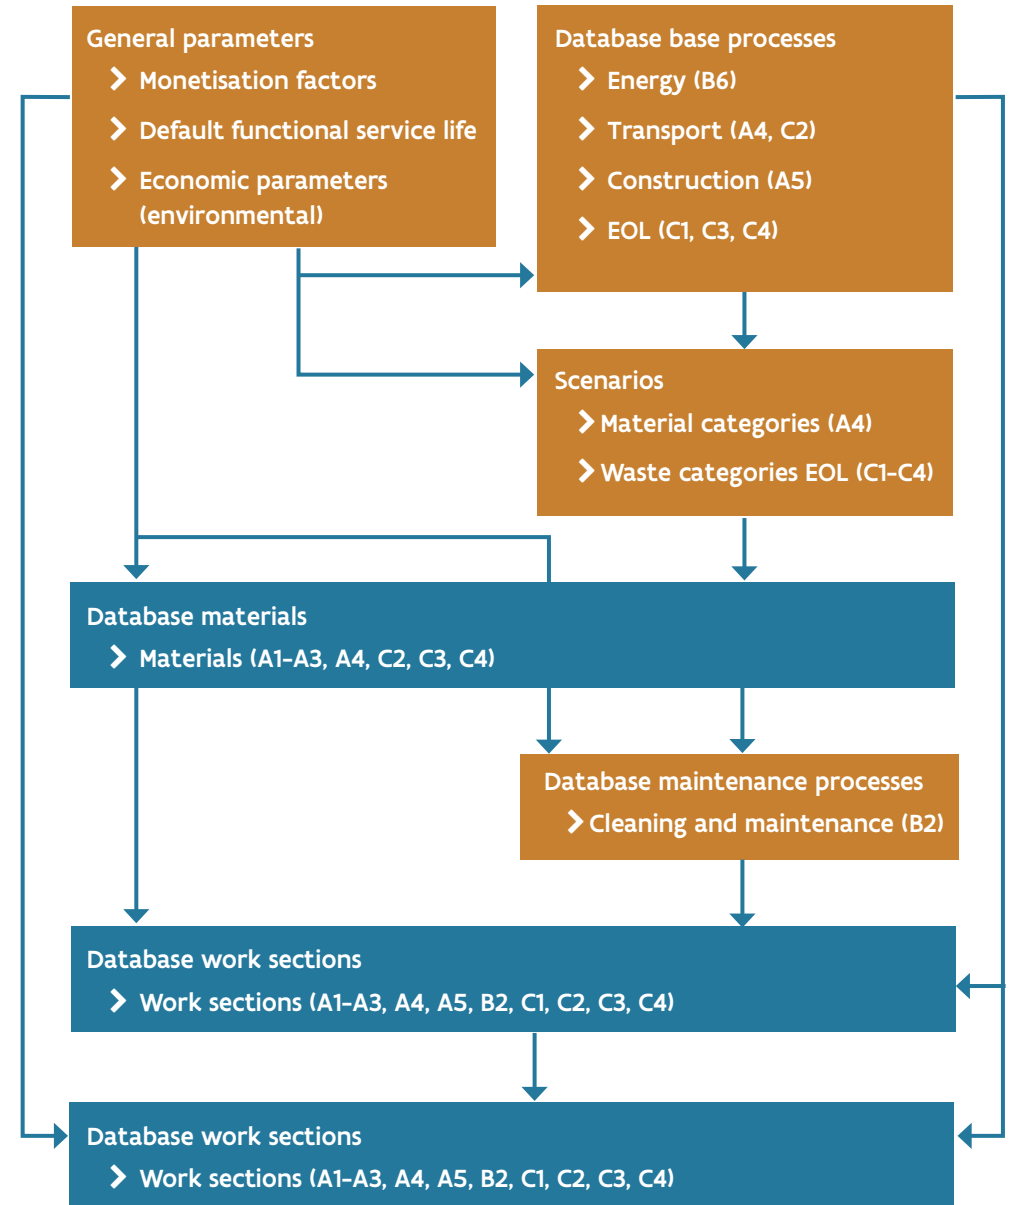 General parameters
Monetisation factors
Default functional service life
Economic parameters
(environmental)
Database base processes
Energy (B6)
Transport (A4, C2)
Construction (A5)
EOL (C1, C3, C4)
Scenarios
Material categories (A4)
Waste categories EOL (C1-C4)
Database materials
Materials (A1-A3, A4, C2, C3, C4)
Database maintenance processes
Cleaning and maintenance (B2)
Database work sections
Work sections (A1-A3, A4, A5, B2, C1, C2, C3, C4)
Database work sections
Work sections (A1-A3, A4, A5, B2, C1, C2, C3, C4)